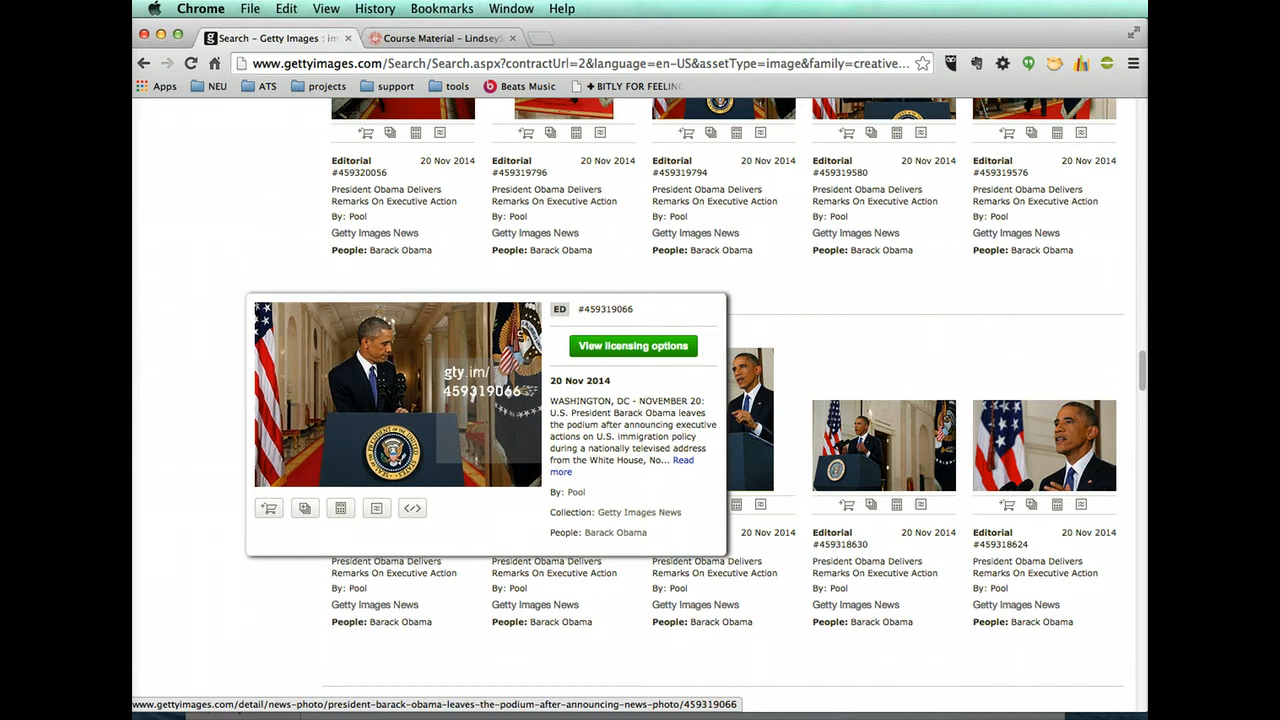 Chrome File Edit View History Bookmarks Window Help
Search – Getty Images : im
Course Material – Lindsey
www.gettyimages.com/Search/Search.aspx?contractUrl=2&language=en-US&assetType=image&family=creative...
Apps NEU ATS projects support tools Beats Music + BITLY FOR FEELINC
Editorial 20 Nov 2014 Editorial 20 Nov 2014 Editorial 20 Nov 2014 Editorial 20 Nov 2014 Editorial 20 Nov 2014
#459320056 #459319796 #459319794 #459319580 #459319576
President Obama Delivers President Obama Delivers President Obama Delivers President Obama Delivers President Obama Delivers
Remarks On Executive Action Remarks On Executive Action Remarks On Executive Action Remarks On Executive Action Remarks On Executive Action
By: Pool By: Pool By: Pool By: Pool By: Pool
Getty Images News Getty Images News Getty Images News Getty Images News Getty Images News
People: Barack Obama People: Barack Obama People: Barack Obama People: Barack Obama People: Barack Obama
gty.im/
459319066
ED #459319066
View licensing options
20 Nov 2014
WASHINGTON, DC - NOVEMBER 20:
U.S. President Barack Obama leaves
the podium after announcing executive
actions on U.S. immigration policy
during a nationally televised address
from the White House, No... Read
more
By: Pool
Collection: Getty Images News
People: Barack Obama
20 Nov 2014 Editorial 20 Nov 2014 Editorial 20 Nov 2014
#459318630 #459318624
President Obama Delivers President Obama Delivers President Obama Delivers President Obama Delivers President Obama Delivers
Remarks On Executive Action Remarks On Executive Action Remarks On Executive Action Remarks On Executive Action Remarks On Executive Action
By: Pool By: Pool By: Pool By: Pool By: Pool
Getty Images News Getty Images News Getty Images News Getty Images News Getty Images News
People: Barack Obama People: Barack Obama People: Barack Obama People: Barack Obama People: Barack Obama
www.gettyimages.com/detail/news-photo/president-barack-obama-leaves-the-podium-after-announcing-news-photo/459319066